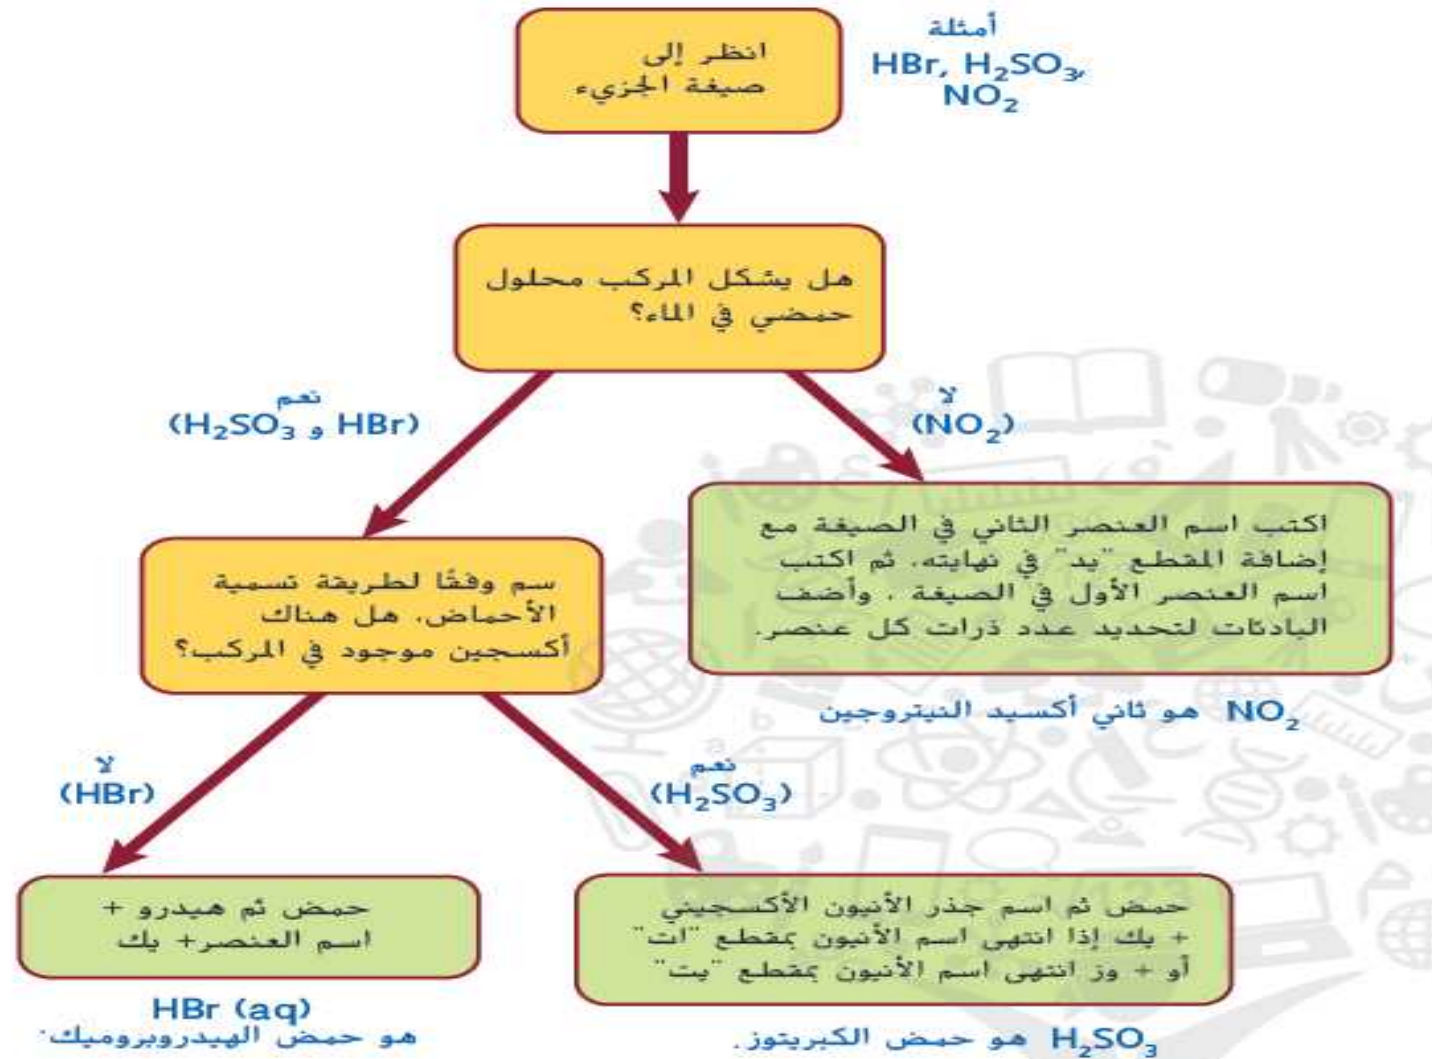 انظر إلى
صيغة الجزيء
أمثلة
HBr, H₂SO₃,
NO₂
هل يشكل المركب محلول
حمضي في الماء؟
نعم
(H₂SO₃ و HBr)
لا
(NO₂)
اكتب اسم العنصر الثاني في الصيغة مع
إضافة المقطع "يد" في نهايته، ثم اكتب
اسم العنصر الأول في الصيغة ، وأضف
البادئات لتحديد عدد ذرات كل عنصر.
NO₂ هو ثاني أكسيد النيتروجين
سم وفقًا لطريقة تسمية
الأحماض، هل هناك
أكسجين موجود في المركب؟
لا
(HBr)
نعم
(H₂SO₃)
حمض ثم هيدرو +
اسم العنصر+ يك
HBr (aq)
هو حمض الهيدروبروميك.
حمض ثم اسم جذر الأنيون الأكسجيني
+ يك إذا انتهى اسم الأنيون بمقطع "ات"
أو + وز انتهى اسم الأنيون بمقطع "يت"
H₂SO₃ هو حمض الكبريتوز.
123